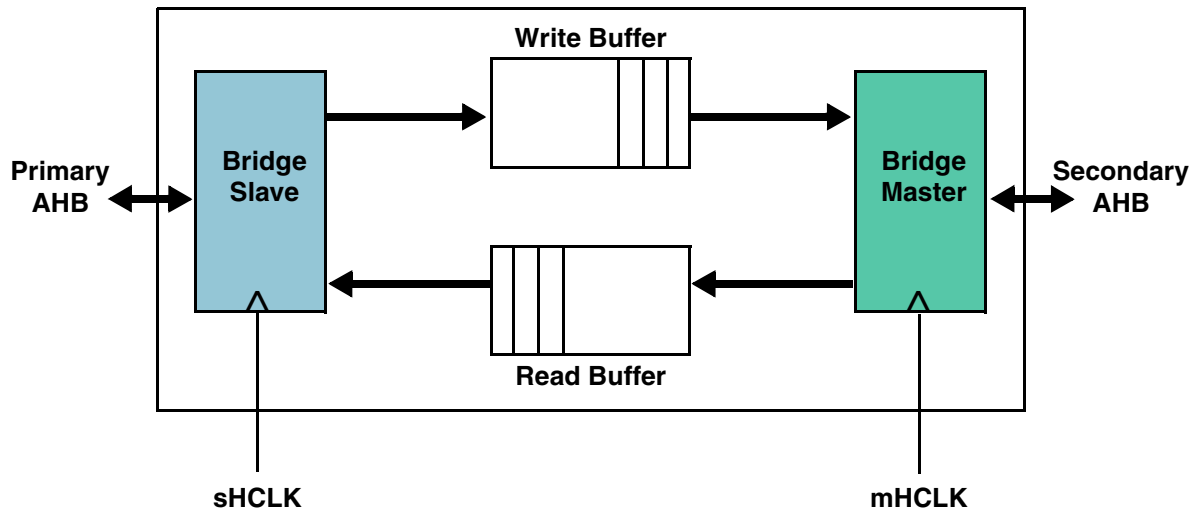 Write Buffer
Bridge
Slave
Bridge
Master
Primary
AHB
Secondary
AHB
Read Buffer
sHCLK
mHCLK